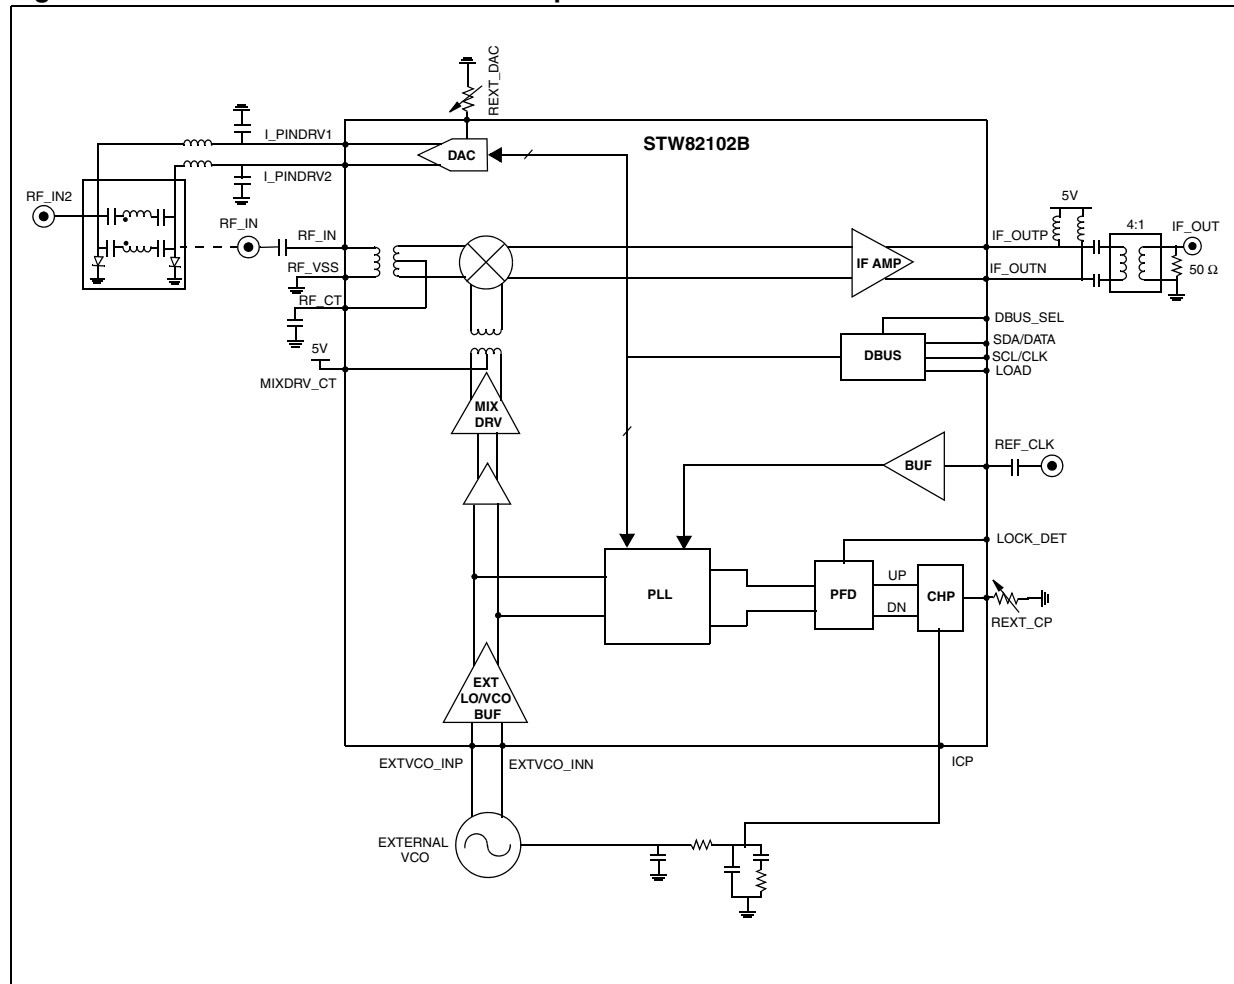 REXT_DAC
I_PINDRV1
STW82102B
DAC
I_PINDRV2
RF_IN2
RF_IN
RF_IN
RF_VSS
RF_CT
5V
MIXDRV_CT
IF AMP
5V
4:1
IF_OUT
IF_OUTP
IF_OUTN
50 Ω
DBUS_SEL
SDA/DATA
SCL/CLK
LOAD
DBUS
MIX
DRV
BUF
REF_CLK
LOCK_DET
PLL
PFD
UP
DN
CHP
REXT_CP
EXT
LO/VCO
BUF
EXTVCO_INP
EXTVCO_INN
ICP
EXTERNAL
VCO